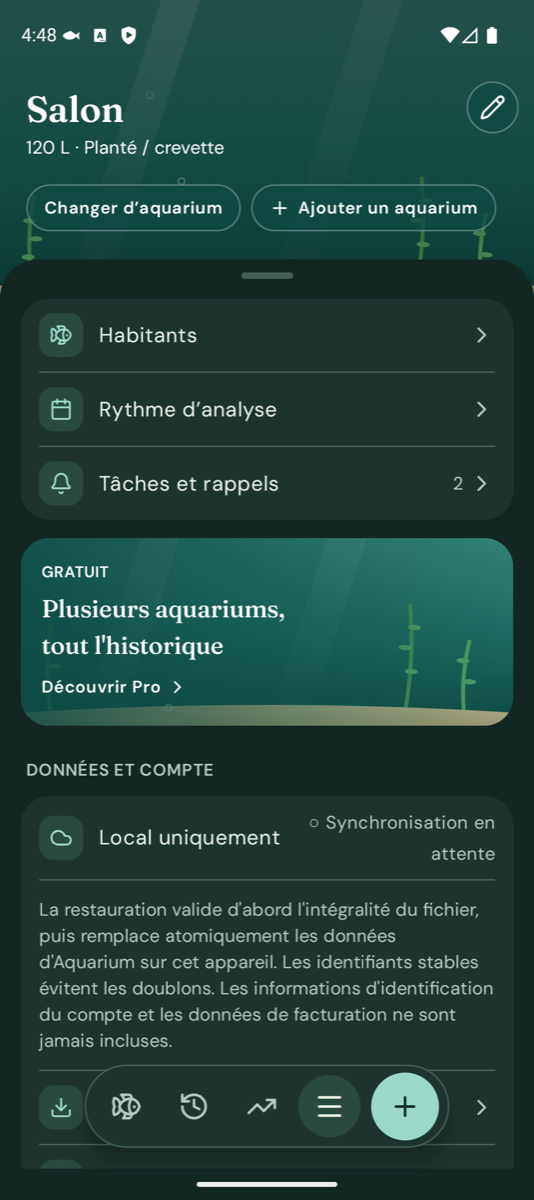 4:48
Salon
120 L · Planté / crevette
Changer d’aquarium
+ Ajouter un aquarium
Habitants
Rythme d’analyse
Tâches et rappels 2
GRATUIT
Plusieurs aquariums,
tout l'historique
Découvrir Pro
DONNÉES ET COMPTE
Local uniquement
○ Synchronisation en
attente
La restauration valide d'abord l'intégralité du fichier,
puis remplace atomiquement les données
d'Aquarium sur cet appareil. Les identifiants stables
évitent les doublons. Les informations d'identification
du compte et les données de facturation ne sont
jamais incluses.